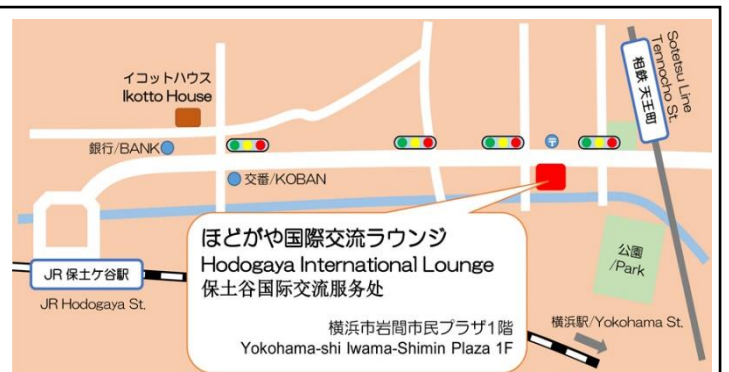 イコットハウス
Ikotto House
銀行/BANK
交番/KOBAN
〒
相鉄 天王町
Sotetsu Line
Tennocho St.
公園
/Park
JR 保土ケ谷駅
JR Hodogaya St.
ほどがや国際交流ラウンジ
Hodogaya International Lounge
保土谷国际交流服务处
横浜市岩間市民プラザ1階
Yokohama-shi Iwama-Shimin Plaza 1F
横浜駅/Yokohama St.